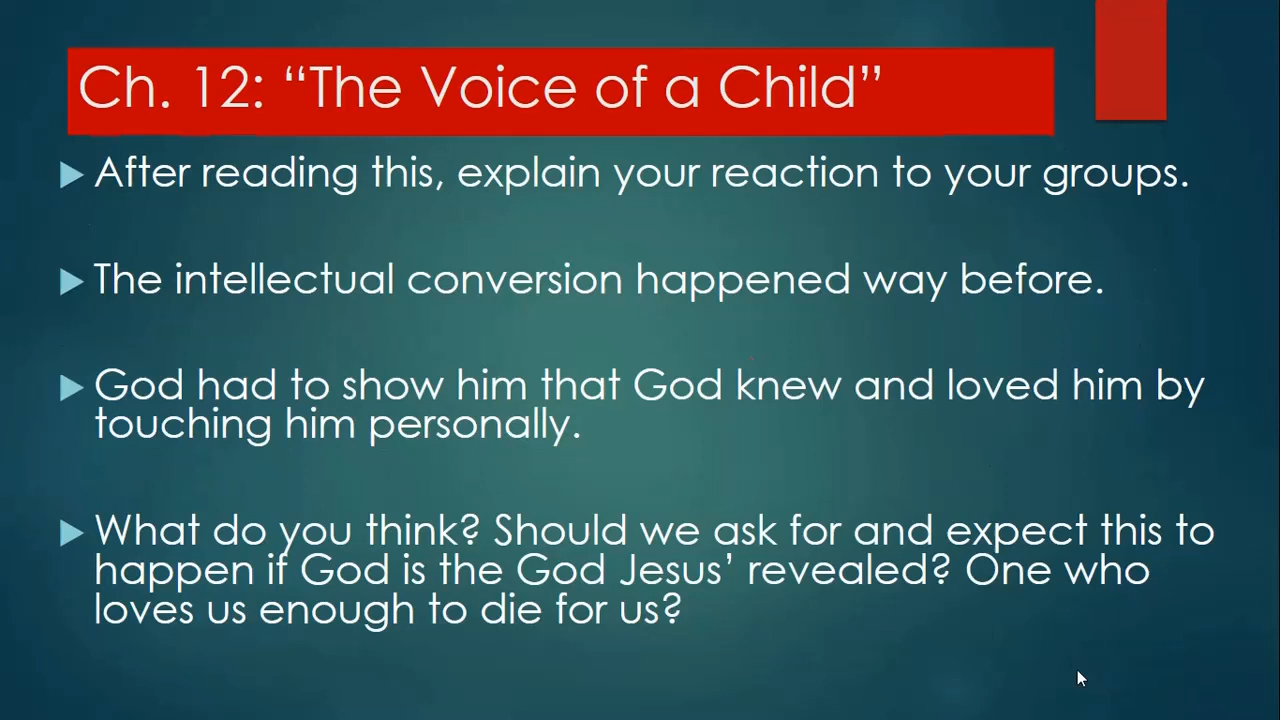 Ch. 12: “The Voice of a Child”
After reading this, explain your reaction to your groups.
The intellectual conversion happened way before.
God had to show him that God knew and loved him by
touching him personally.
What do you think? Should we ask for and expect this to
happen if God is the God Jesus’ revealed? One who
loves us enough to die for us?